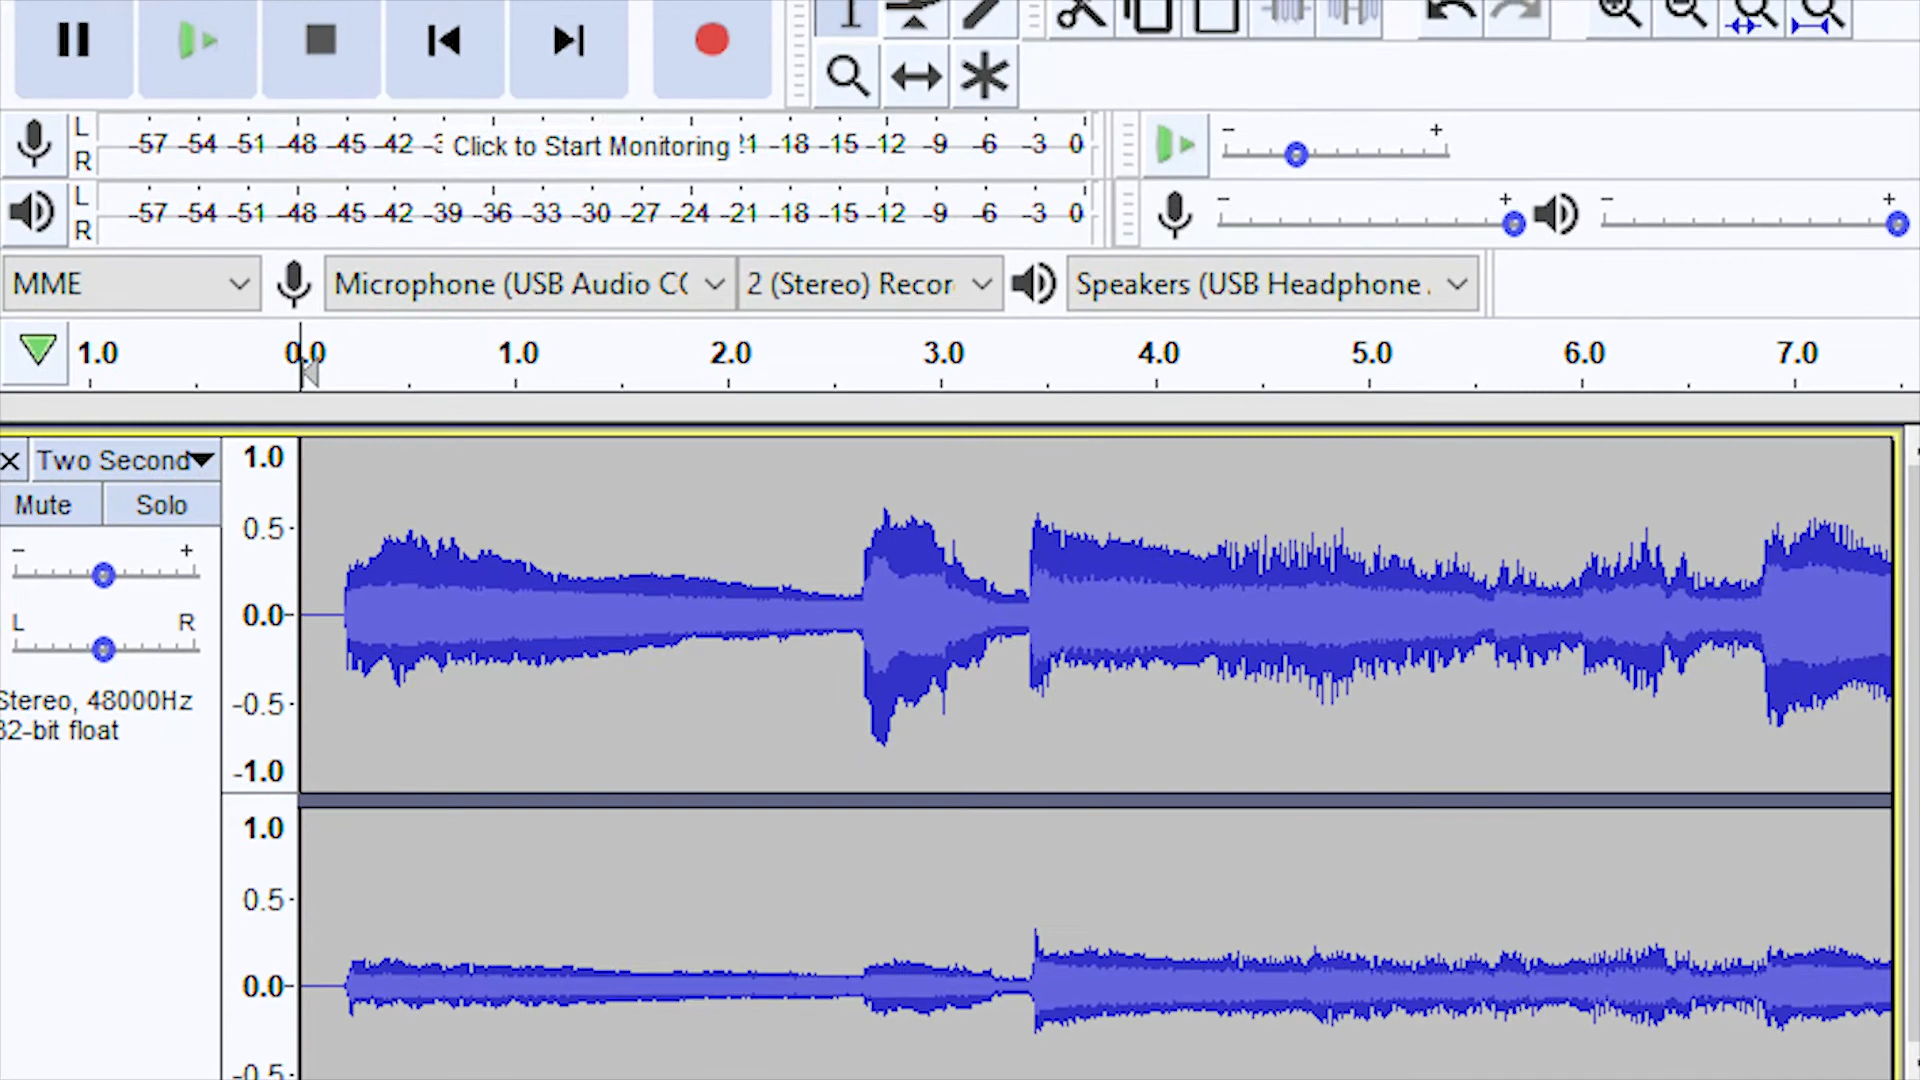 L
R
-57 -54 -51 -48 -45 -42 Click to Start Monitoring -18 -15 -12 -9 -6 -3 0
- +
L
R
-57 -54 -51 -48 -45 -42 -39 -36 -33 -30 -27 -24 -21 -18 -15 -12 -9 -6 -3 0
- + - +
MME Microphone (USB Audio CO 2 (Stereo) Recor Speakers (USB Headphone
1.0 0.0 1.0 2.0 3.0 4.0 5.0 6.0 7.0
X Two Second
Mute Solo
- +
L R
Stereo, 48000Hz
32-bit float
1.0
0.5
0.0
-0.5
-1.0
1.0
0.5
0.0
-0.5